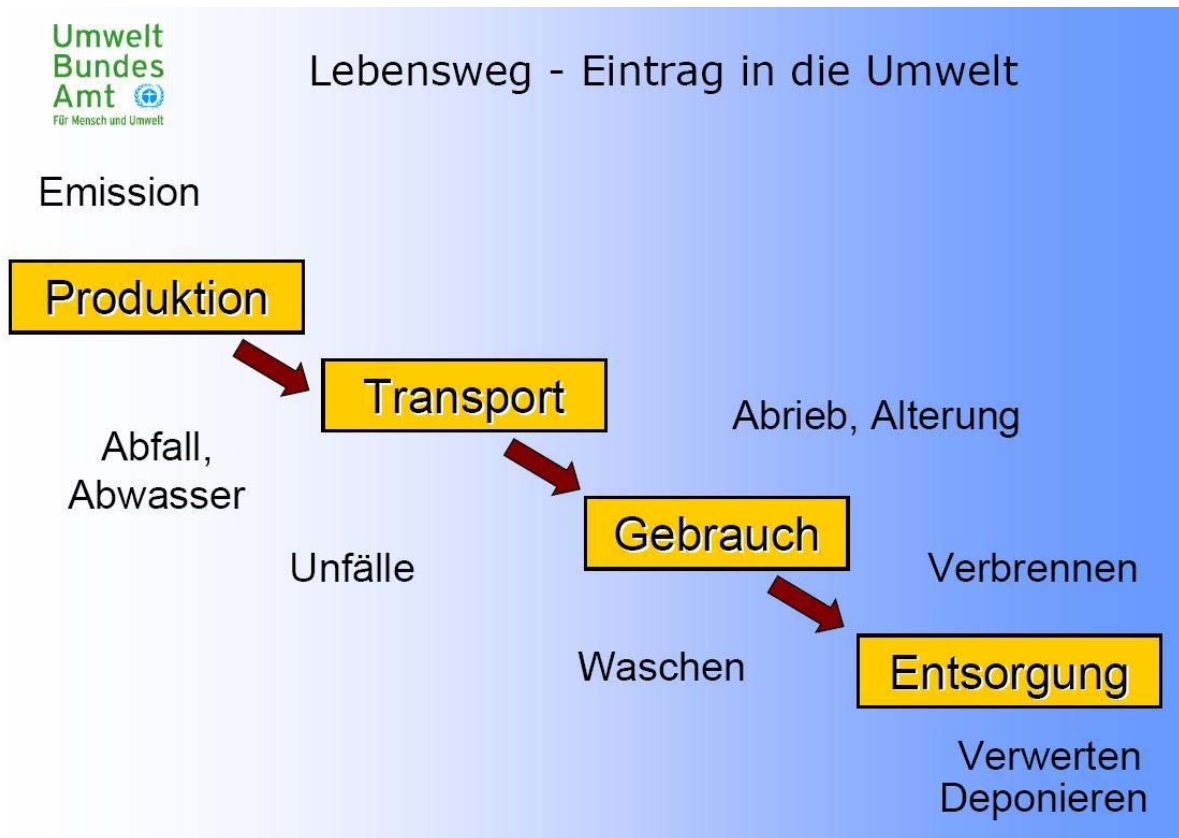 Umwelt
Bundes
Amt
Für Mensch und Umwelt
Lebensweg - Eintrag in die Umwelt
Emission
Produktion
Transport
Abrieb, Alterung
Abfall,
Abwasser
Gebrauch
Unfälle
Verbrennen
Waschen
Entsorgung
Verwerten
Deponieren